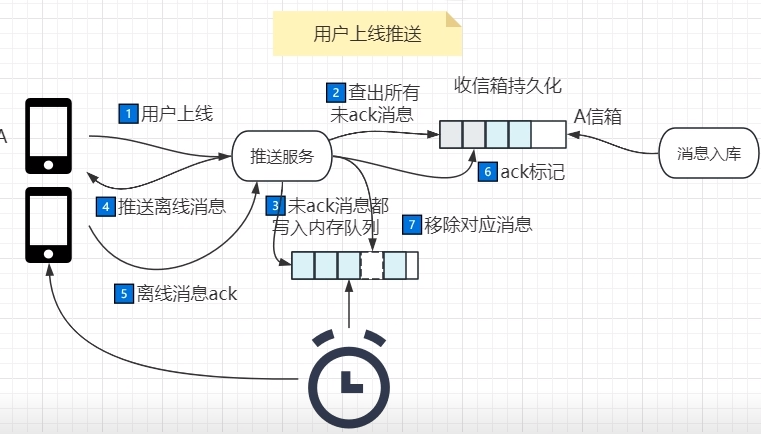 用户上线推送
收信箱持久化
2 查出所有
未ack消息
1 用户上线
A信箱
A
推送服务
消息入库
6 ack标记
4 推送离线消息
3 未ack消息都
写入内存队列
7 移除对应消息
5 离线消息ack